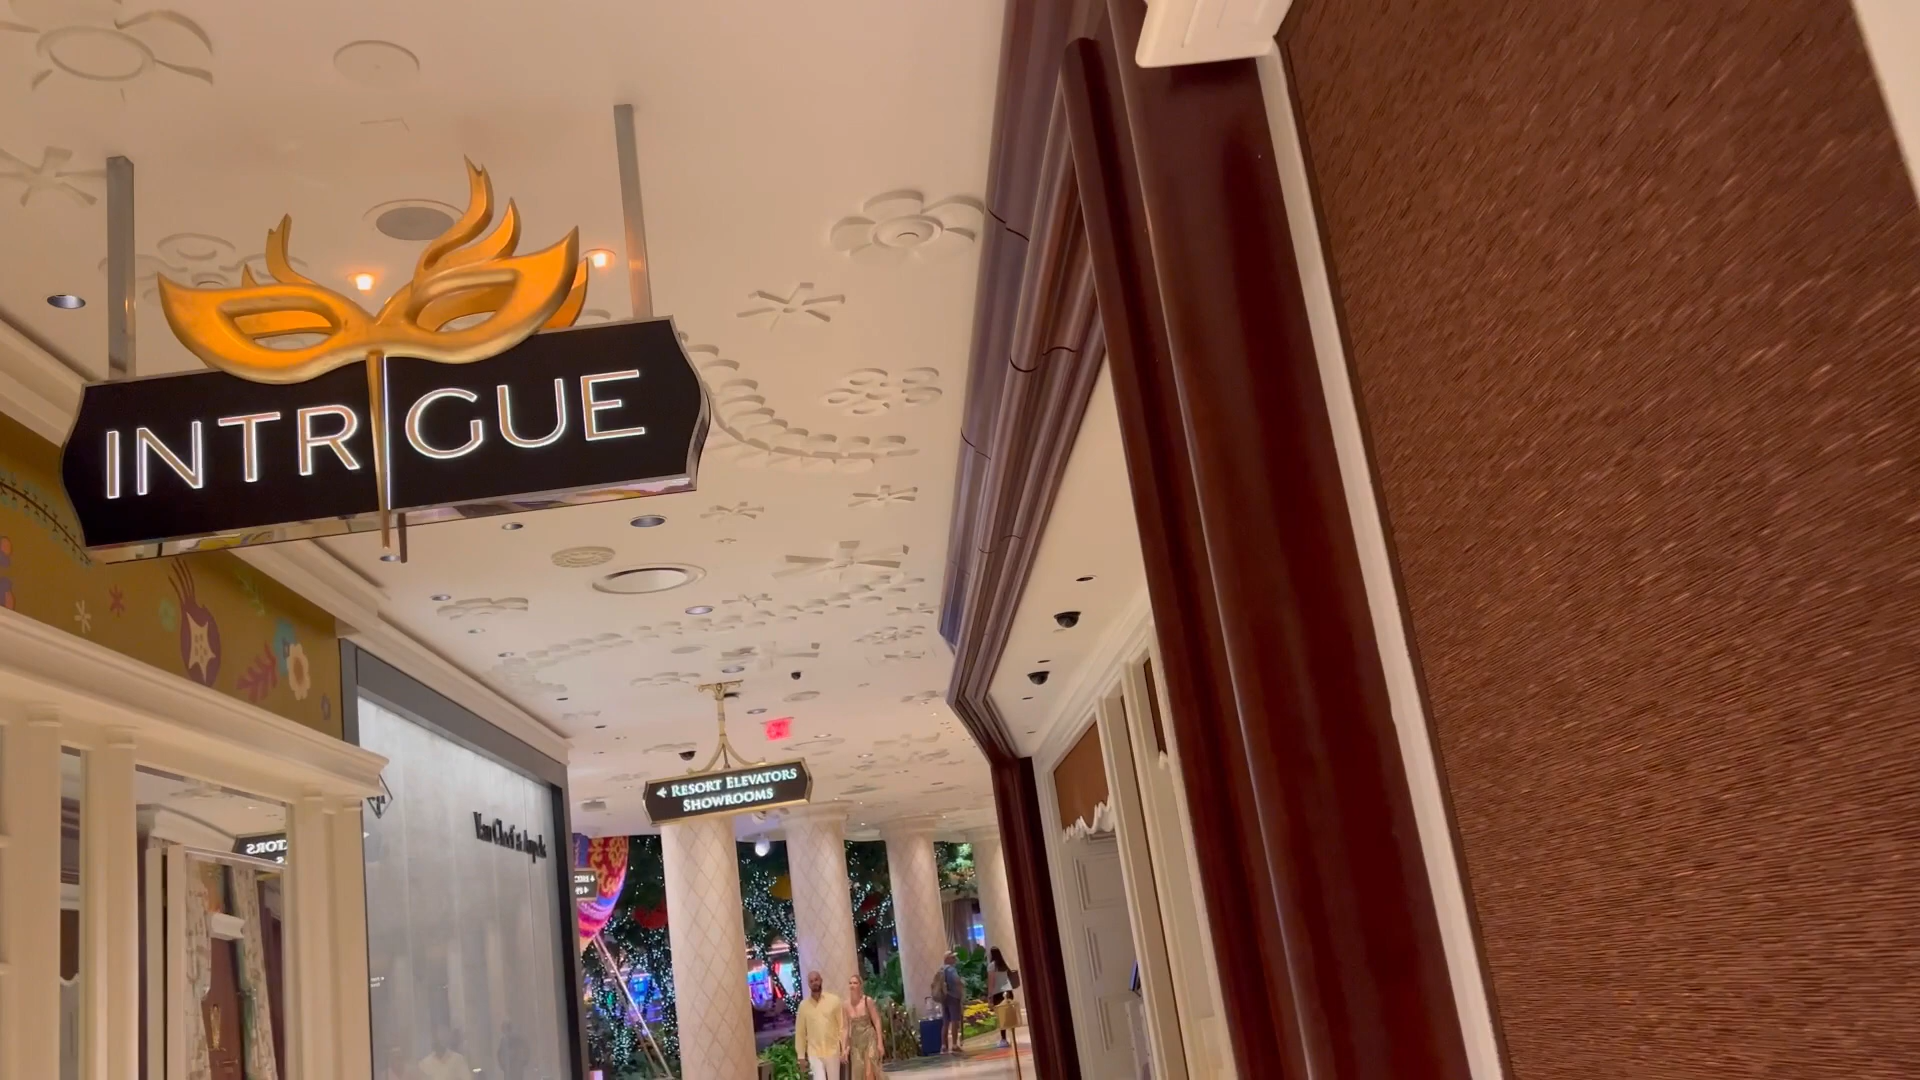 INTRIGUE
RESORT ELEVATORS
SHOWROOMS
Van Cleef & Arpels